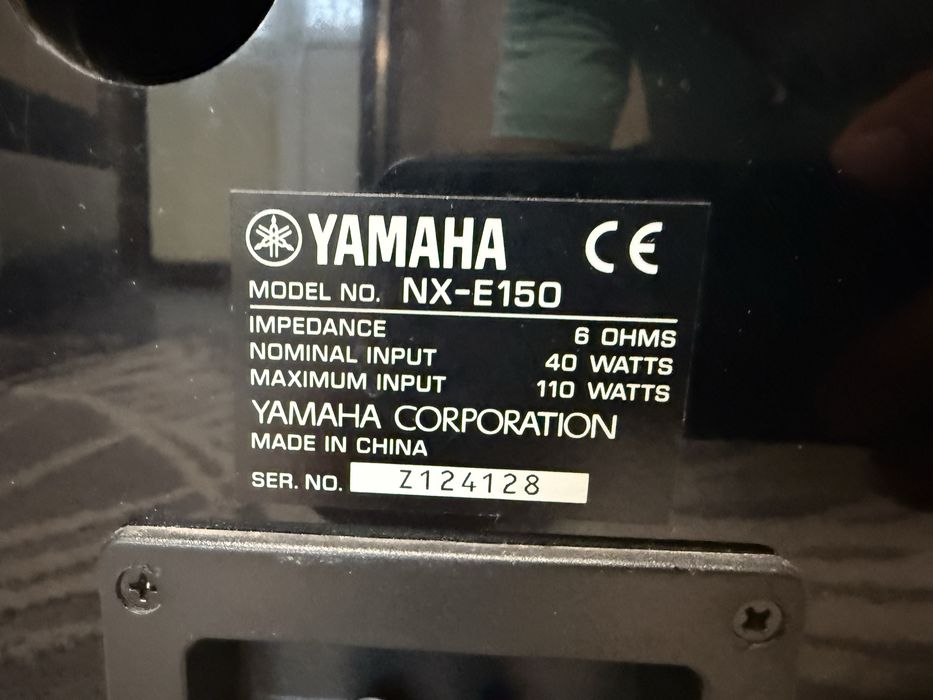 YAMAHA CE
MODEL NO. NX-E150
IMPEDANCE 6 OHMS
NOMINAL INPUT 40 WATTS
MAXIMUM INPUT 110 WATTS
YAMAHA CORPORATION
MADE IN CHINA
SER. NO. Z124128